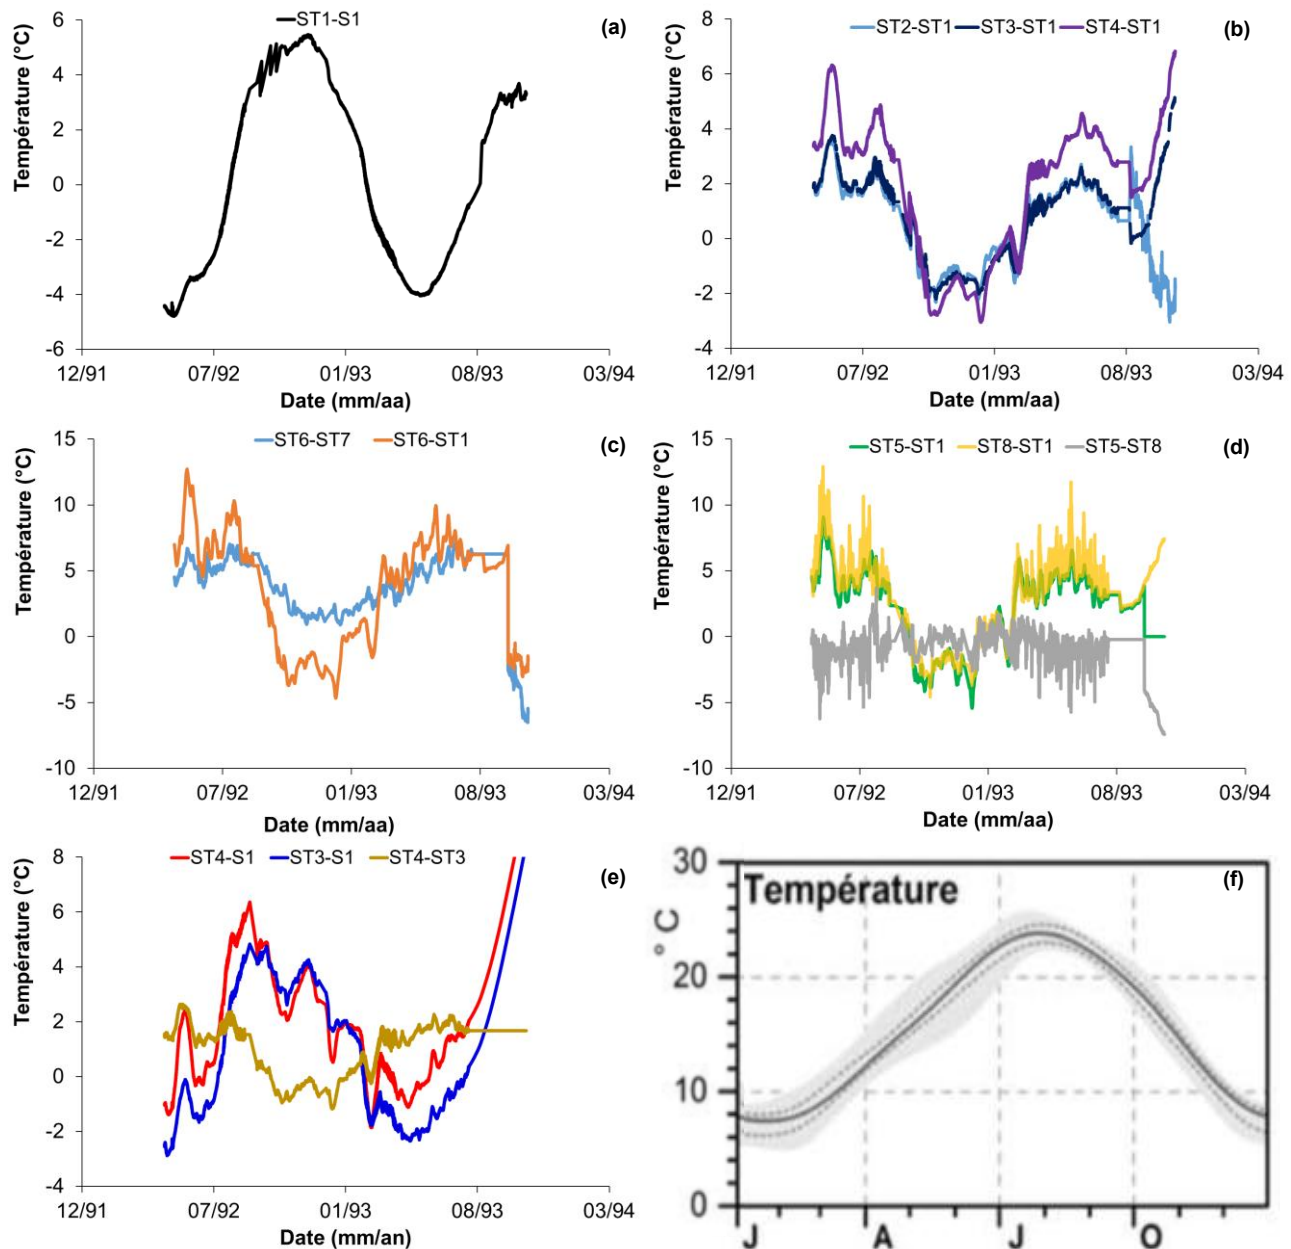 ST1-S1
(a)
Température (°C)
6
4
2
0
-2
-4
-6
12/91 07/92 01/93 08/93 03/94
Date (mm/aa)
ST2-ST1 ST3-ST1 ST4-ST1
(b)
Température (°C)
8
6
4
2
0
-2
-4
12/91 07/92 01/93 08/93 03/94
Date (mm/aa)
ST6-ST7 ST6-ST1
(c)
Température (°C)
15
10
5
0
-5
-10
12/91 07/92 01/93 08/93 03/94
Date (mm/aa)
ST5-ST1 ST8-ST1 ST5-ST8
(d)
Température (°C)
15
10
5
0
-5
-10
12/91 07/92 01/93 08/93 03/94
Date (mm/aa)
ST4-S1 ST3-S1 ST4-ST3
(e)
Température (°C)
8
6
4
2
0
-2
-4
12/91 07/92 01/93 08/93 03/94
Date (mm/an)
Température
(f)
° C
30
20
10
0
J A J O